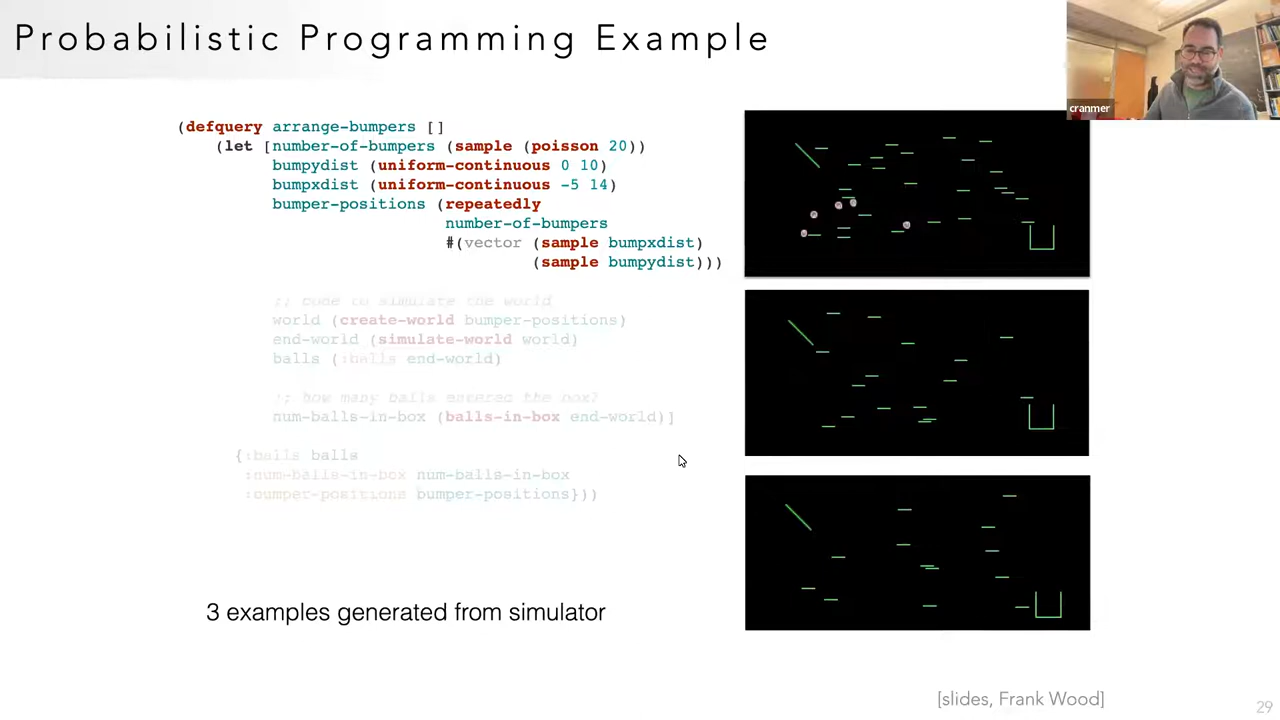 Probabilistic Programming Example
cranmer
(defquery arrange-bumpers []
(let [number-of-bumpers (sample (poisson 20))
bumpydist (uniform-continuous 0 10)
bumpxdist (uniform-continuous -5 14)
bumper-positions (repeatedly
number-of-bumpers
#(vector (sample bumpxdist)
(sample bumpydist)))
;; code to simulate the world
world (create-world bumper-positions)
end-world (simulate-world world)
balls (:balls end-world)
;; how many balls entered the box?
num-balls-in-box (balls-in-box end-world)]
{:balls balls
:num-balls-in-box num-balls-in-box
:bumper-positions bumper-positions}))
3 examples generated from simulator
[slides, Frank Wood]
29